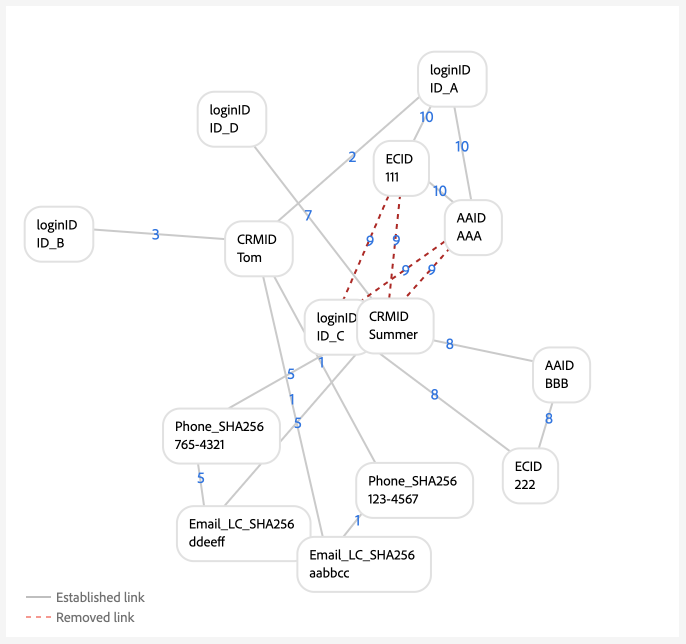 loginID
ID_A
loginID
ID_D
10
10
2
ECID
111
10
7
AAID
AAA
loginID
ID_B
3
CRMID
Tom
9
9
9
9
loginID
ID_C
CRMID
Summer
8
1
5
AAID
BBB
8
1
5
8
Phone_SHA256
765-4321
5
Phone_SHA256
123-4567
ECID
222
1
Email_LC_SHA256
ddeeff
Email_LC_SHA256
aabbcc
Established link
Removed link